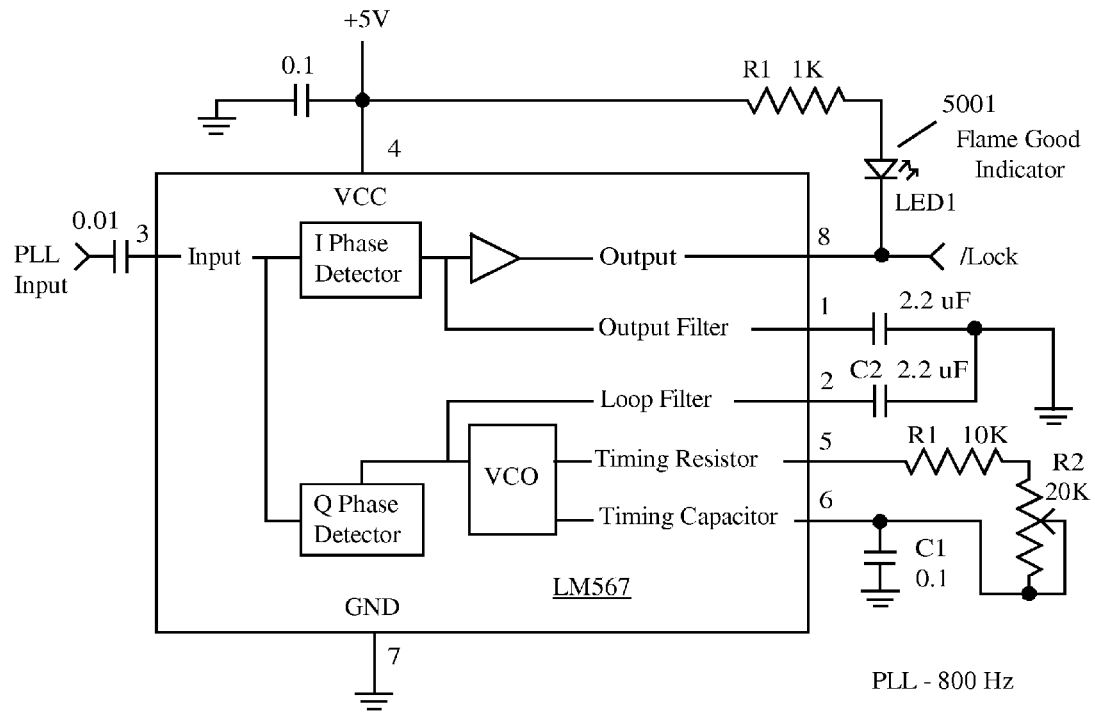 +5V
0.1
R1 1K
5001
Flame Good
Indicator
4
VCC
LED1
0.01
3
PLL
Input
Input
I Phase
Detector
Output
8
/Lock
1
2.2 uF
Output Filter
2
C2 2.2 uF
Loop Filter
5
R1 10K
R2
20K
VCO
Timing Resistor
Q Phase
Detector
6
Timing Capacitor
C1
0.1
LM567
GND
7
PLL - 800 Hz